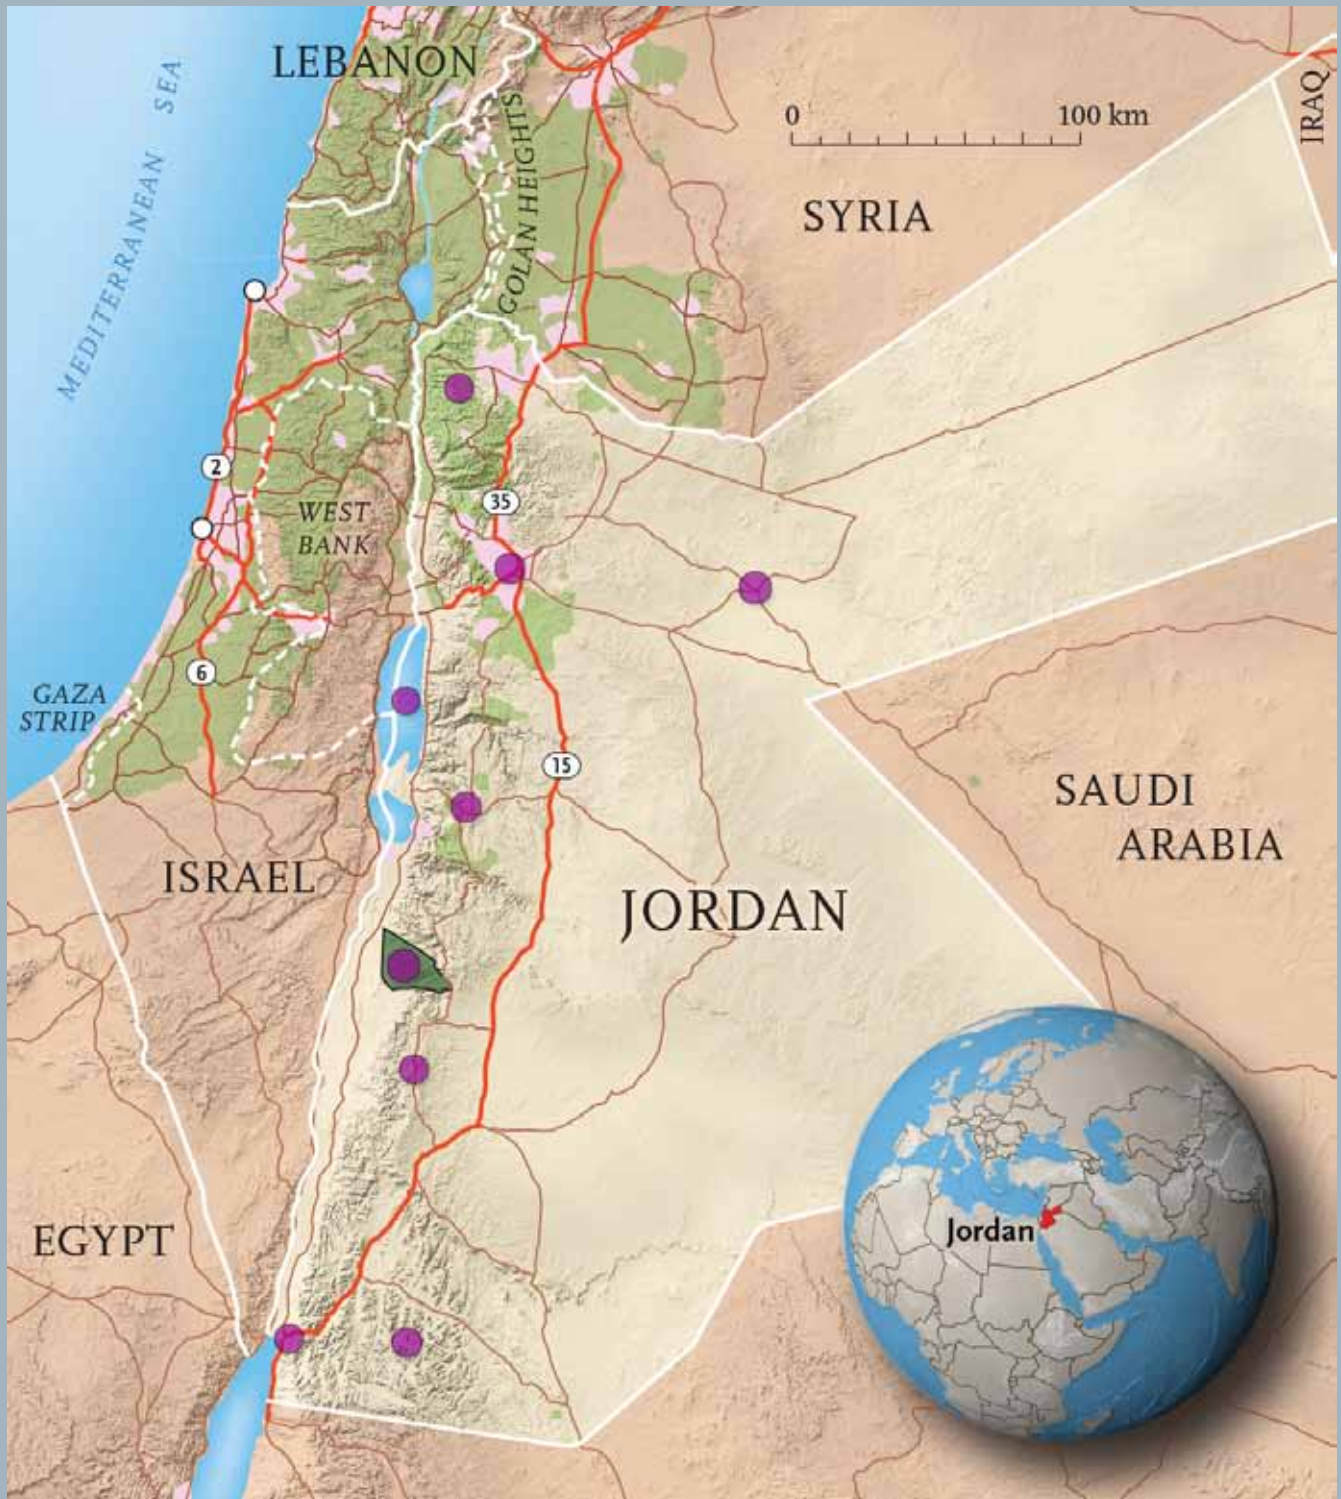 LEBANON
MEDITERRANEAN SEA
GOLAN HEIGHTS
0 100 km
IRAQ
SYRIA
2
35
WEST
BANK
6
GAZA
STRIP
15
SAUDI
ARABIA
ISRAEL
JORDAN
EGYPT
Jordan